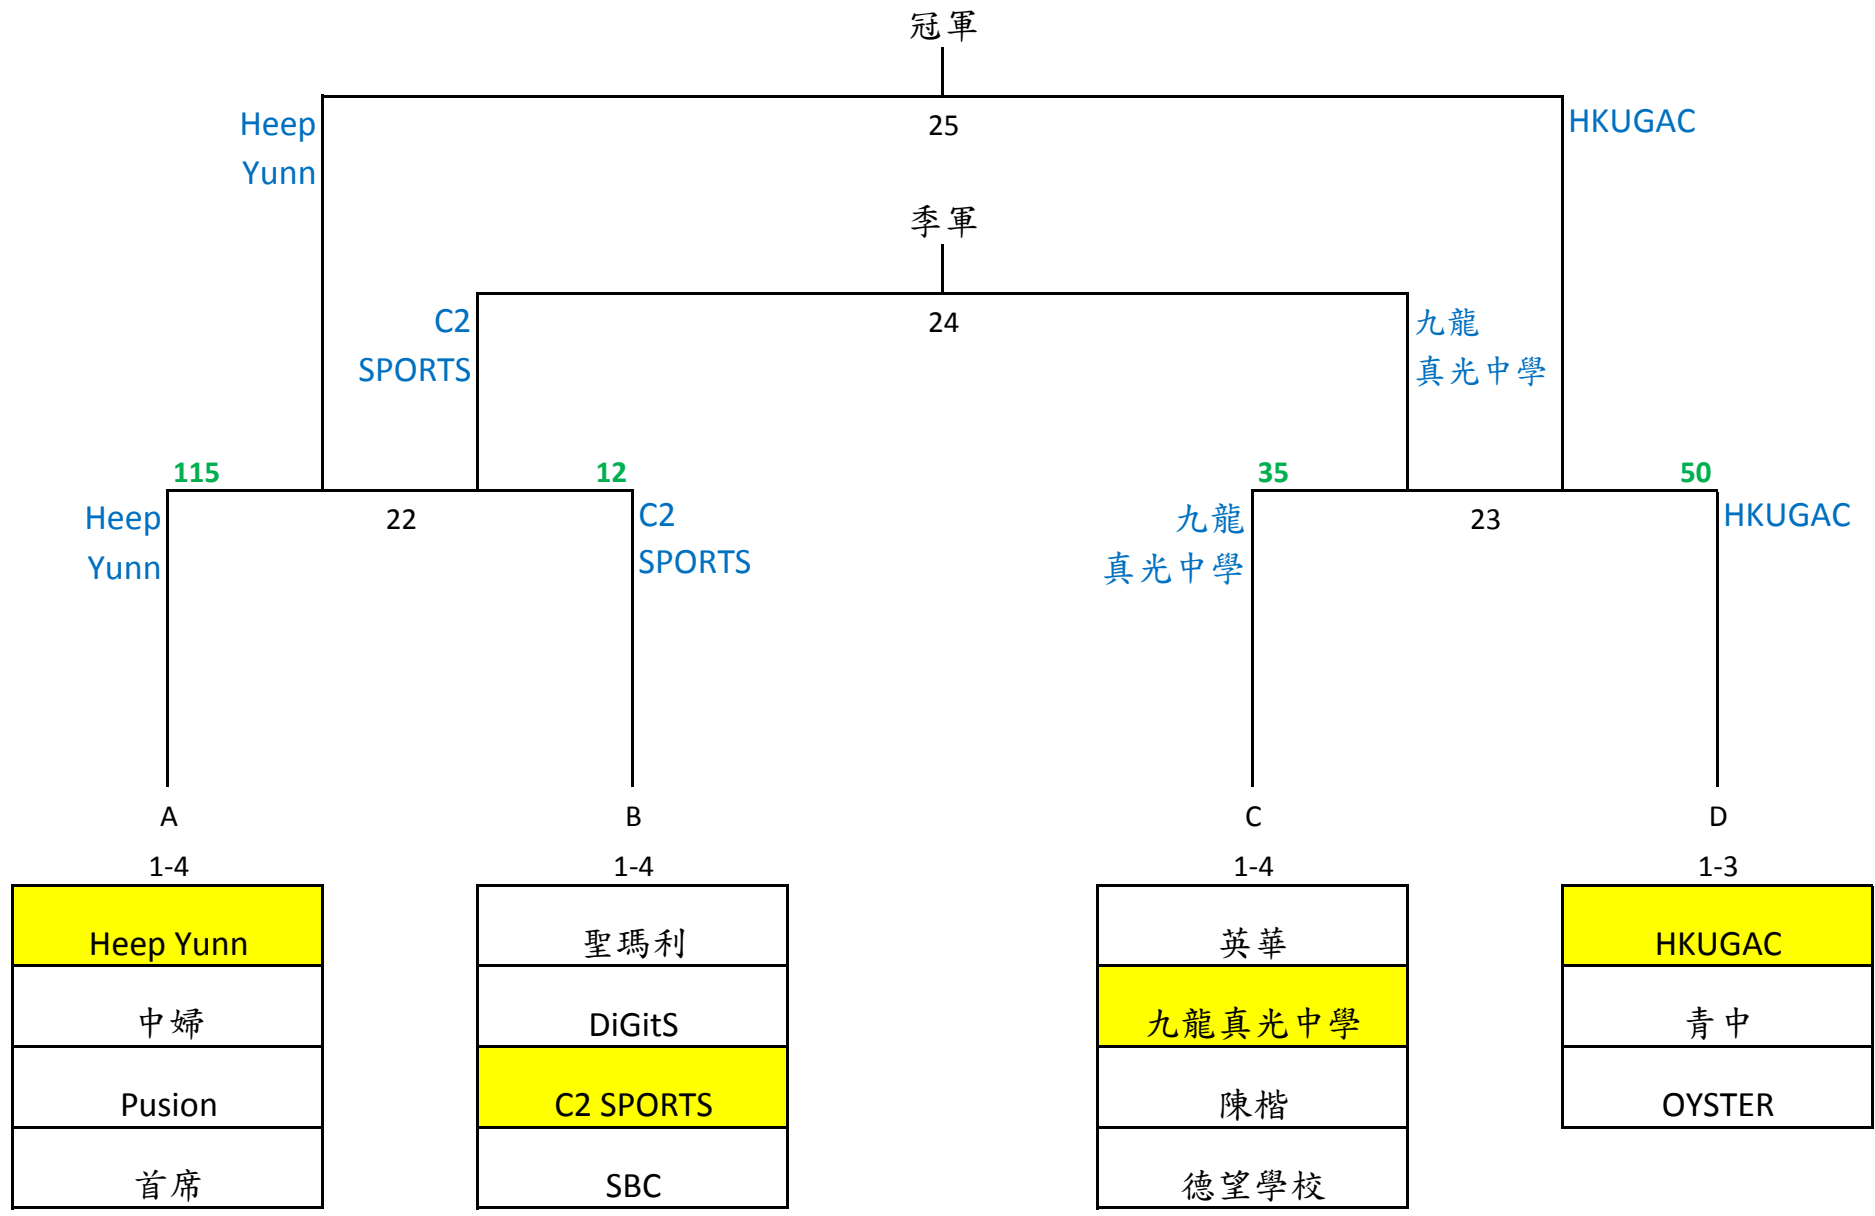 冠軍
Heep
Yunn
25
HKUGAC
季軍
C2
SPORTS
24
九龍
真光中學
115
12
35
50
Heep
Yunn
22
C2
SPORTS
九龍
真光中學
23
HKUGAC
A
B
C
D
1-4
1-4
1-4
1-3
Heep Yunn
聖瑪利
英華
HKUGAC
中婦
DiGitS
九龍真光中學
青中
Pusion
C2 SPORTS
陳楷
OYSTER
首席
SBC
德望學校